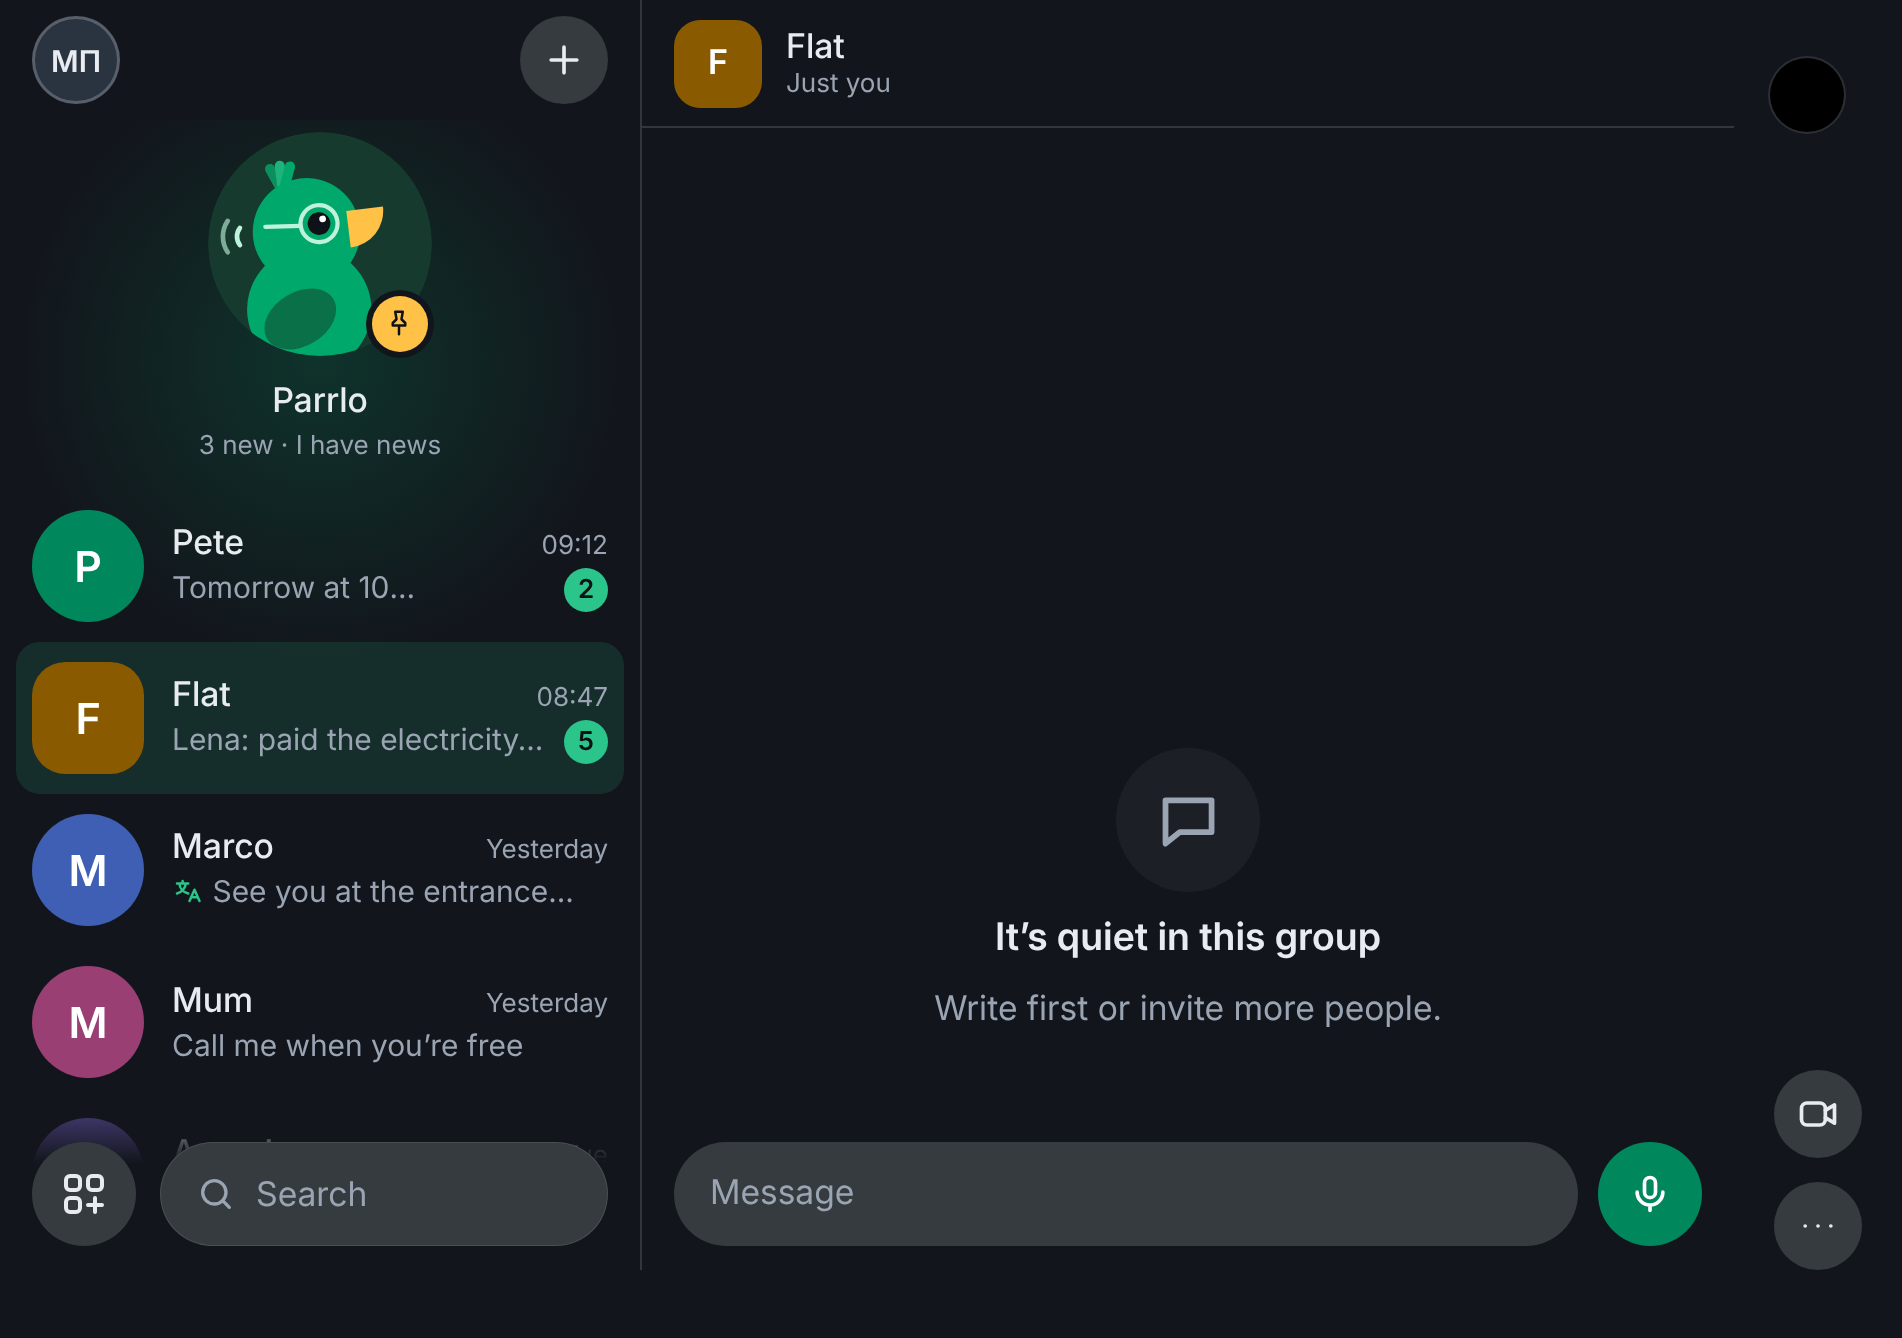 МП
Parrlo
3 new · I have news
P
Pete
09:12
Tomorrow at 10...
2
F
Flat
08:47
Lena: paid the electricity...
5
M
Marco
Yesterday
See you at the entrance...
M
Mum
Yesterday
Call me when you’re free
Search
F
Flat
Just you
It’s quiet in this group
Write first or invite more people.
Message